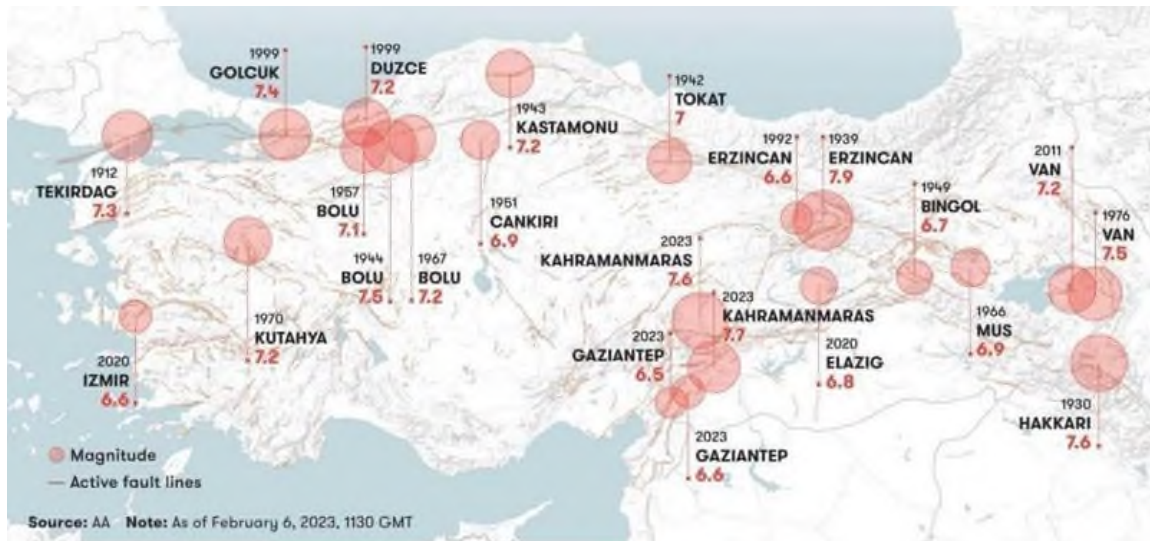 1999
GOLCUK
7.4
1999
DUZCE
7.2
1943
KASTAMONU
7.2
1942
TOKAT
7
1992
ERZINCAN
6.6
1939
ERZINCAN
7.9
2011
VAN
7.2
1912
TEKIRDAG
7.3
1957
BOLU
7.1
1951
CANKIRI
6.9
1949
BINGOL
6.7
1976
VAN
7.5
1944
BOLU
7.5
1967
BOLU
7.2
2023
KAHRAMANMARAS
7.6
2023
KAHRAMANMARAS
7.7
1970
KUTAHYA
7.2
2023
GAZIANTEP
6.5
2020
ELAZIG
6.8
1966
MUS
6.9
2020
IZMIR
6.6
1930
HAKKARI
7.6
2023
GAZIANTEP
6.6
Magnitude
Active fault lines
Source: AA Note: As of February 6, 2023, 1130 GMT